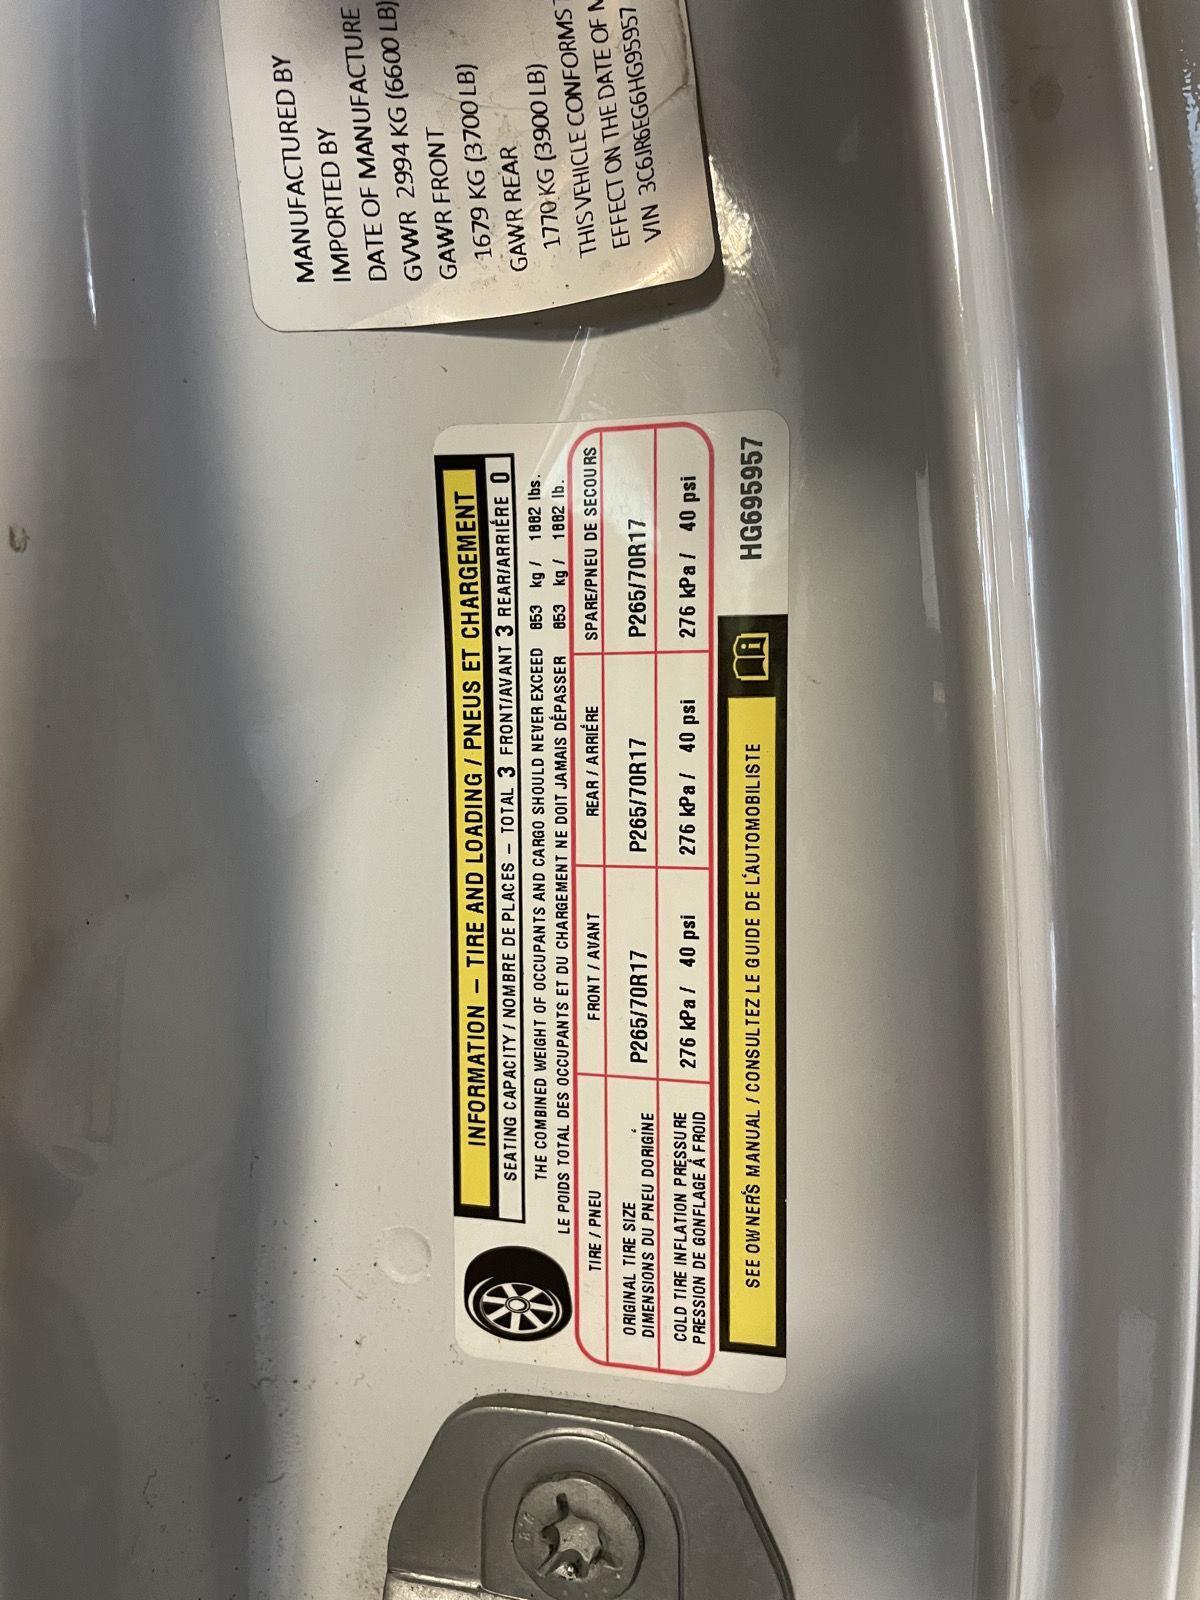 MANUFACTURED BY
IMPORTED BY
DATE OF MANUFACTURE
GVWR 2994 KG (6600 LB)
GAWR FRONT
1679 KG (3700 LB)
GAWR REAR
1770 KG (3900 LB)
THIS VEHICLE CONFORMS
EFFECT ON THE DATE OF
VIN 3C6JR6EG6HG95957
INFORMATION – TIRE AND LOADING / PNEUS ET CHARGEMENT
SEATING CAPACITY / NOMBRE DE PLACES – TOTAL 3 FRONT/AVANT 3 REAR/ARRIÉRE 0
THE COMBINED WEIGHT OF OCCUPANTS AND CARGO SHOULD NEVER EXCEED 853 kg / 1882 lbs.
LE POIDS TOTAL DES OCCUPANTS ET DU CHARGEMENT NE DOIT JAMAIS DÉPASSER 853 kg / 1882 lb.
TIRE / PNEU FRONT / AVANT REAR / ARRIÉRE SPARE/PNEU DE SECOURS
ORIGINAL TIRE SIZE
DIMENSIONS DU PNEU D'ORIGINE P265/70R17 P265/70R17 P265/70R17
COLD TIRE INFLATION PRESSURE
PRESSION DE GONFLAGE Á FROID 276 kPa / 40 psi 276 kPa / 40 psi 276 kPa / 40 psi
SEE OWNER'S MANUAL / CONSULTEZ LE GUIDE DE L'AUTOMOBILISTE HG695957